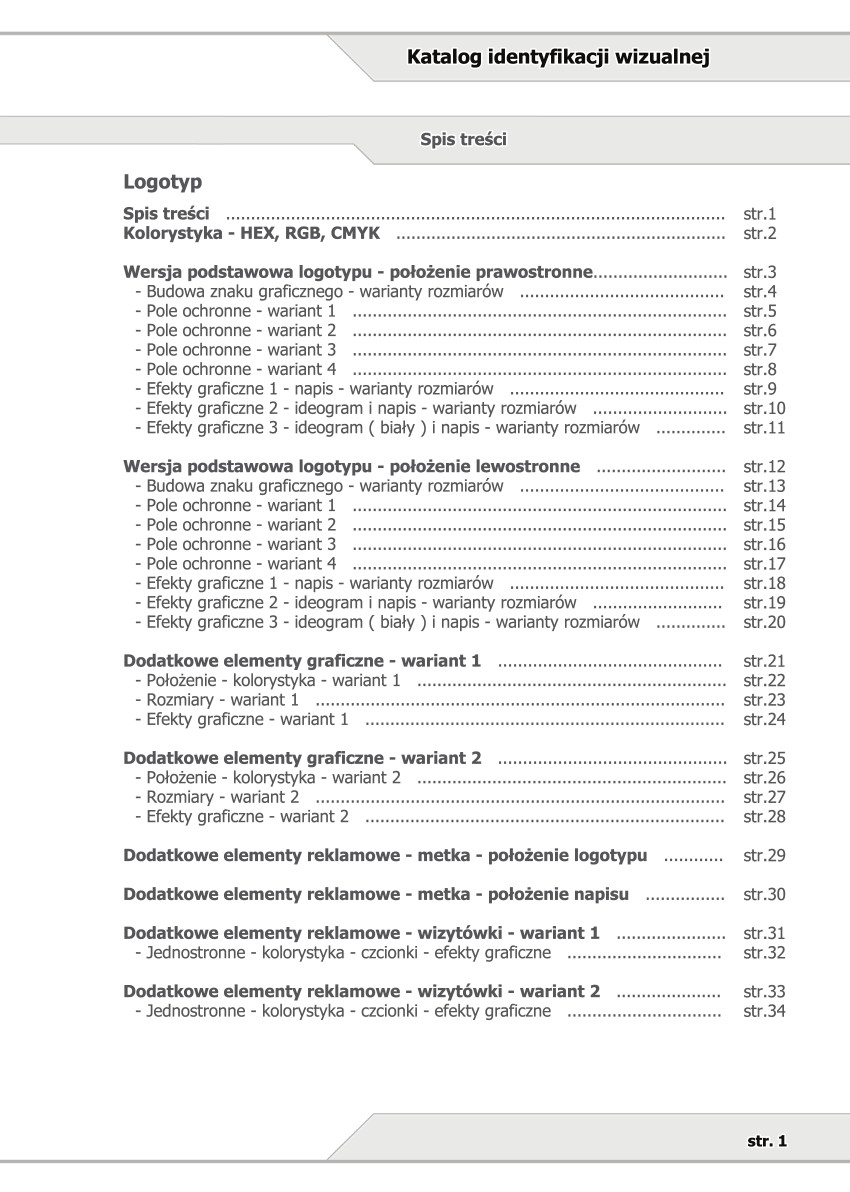 Katalog identyfikacji wizualnej
Spis treści
Logotyp
Spis treści ........................................................................................ str.1
Kolorystyka - HEX, RGB, CMYK .......................................................... str.2
Wersja podstawowa logotypu - położenie prawostronne........................ str.3
- Budowa znaku graficznego - warianty rozmiarów .................................... str.4
- Pole ochronne - wariant 1 .................................................................. str.5
- Pole ochronne - wariant 2 .................................................................. str.6
- Pole ochronne - wariant 3 .................................................................. str.7
- Pole ochronne - wariant 4 .................................................................. str.8
- Efekty graficzne 1 - napis - warianty rozmiarów ...................................... str.9
- Efekty graficzne 2 - ideogram i napis - warianty rozmiarów ........................ str.10
- Efekty graficzne 3 - ideogram ( biały ) i napis - warianty rozmiarów ............ str.11
Wersja podstawowa logotypu - położenie lewostronne ....................... str.12
- Budowa znaku graficznego - warianty rozmiarów .................................... str.13
- Pole ochronne - wariant 1 .................................................................. str.14
- Pole ochronne - wariant 2 .................................................................. str.15
- Pole ochronne - wariant 3 .................................................................. str.16
- Pole ochronne - wariant 4 .................................................................. str.17
- Efekty graficzne 1 - napis - warianty rozmiarów ...................................... str.18
- Efekty graficzne 2 - ideogram i napis - warianty rozmiarów ....................... str.19
- Efekty graficzne 3 - ideogram ( biały ) i napis - warianty rozmiarów ............ str.20
Dodatkowe elementy graficzne - wariant 1 ........................................ str.21
- Położenie - kolorystyka - wariant 1 ...................................................... str.22
- Rozmiary - wariant 1 ........................................................................ str.23
- Efekty graficzne - wariant 1 ............................................................... str.24
Dodatkowe elementy graficzne - wariant 2 ......................................... str.25
- Położenie - kolorystyka - wariant 2 ...................................................... str.26
- Rozmiary - wariant 2 ........................................................................ str.27
- Efekty graficzne - wariant 2 ............................................................... str.28
Dodatkowe elementy reklamowe - metka - położenie logotypu ............ str.29
Dodatkowe elementy reklamowe - metka - położenie napisu ................ str.30
Dodatkowe elementy reklamowe - wizytówki - wariant 1 .................... str.31
- Jednostronne - kolorystyka - czcionki - efekty graficzne ........................... str.32
Dodatkowe elementy reklamowe - wizytówki - wariant 2 ................... str.33
- Jednostronne - kolorystyka - czcionki - efekty graficzne ........................... str.34
str. 1